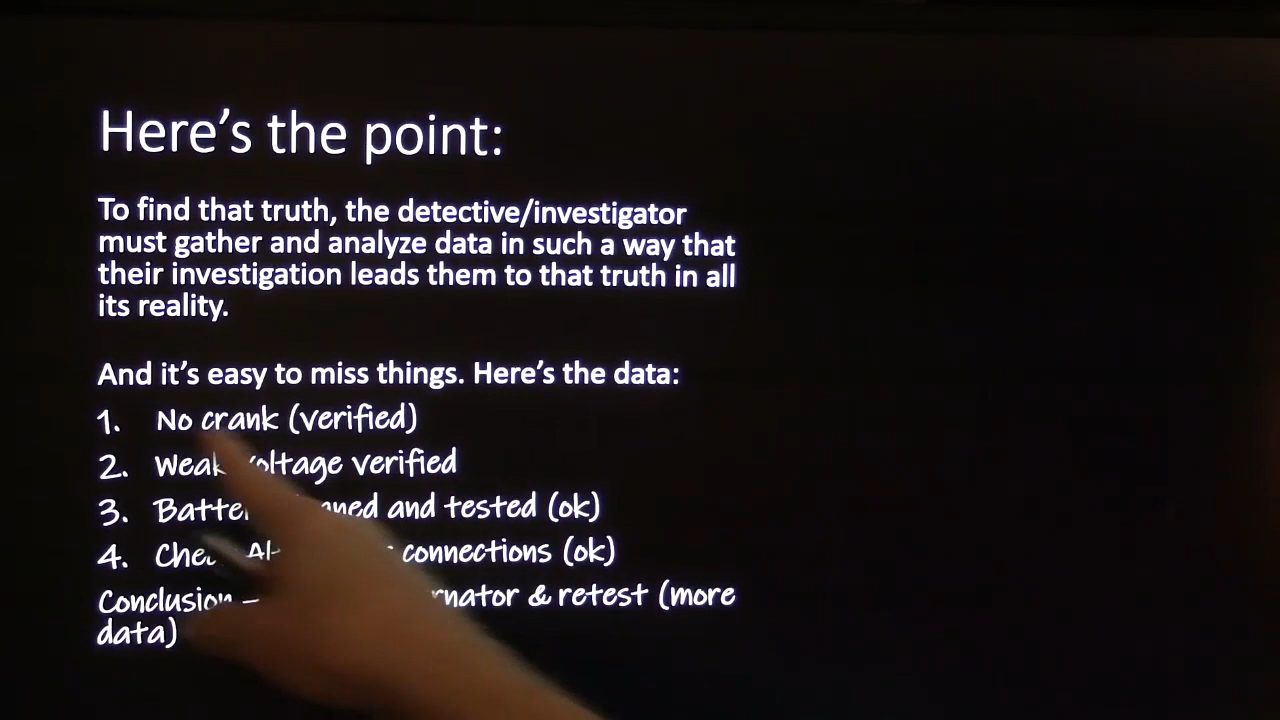 Here's the point:
To find that truth, the detective/investigator
must gather and analyze data in such a way that
their investigation leads them to that truth in all
its reality.
And it's easy to miss things. Here's the data:
1. No crank (verified)
2. Weak voltage verified
3. and tested (ok)
4. connections (ok)
Conclusion – & retest (more
data)